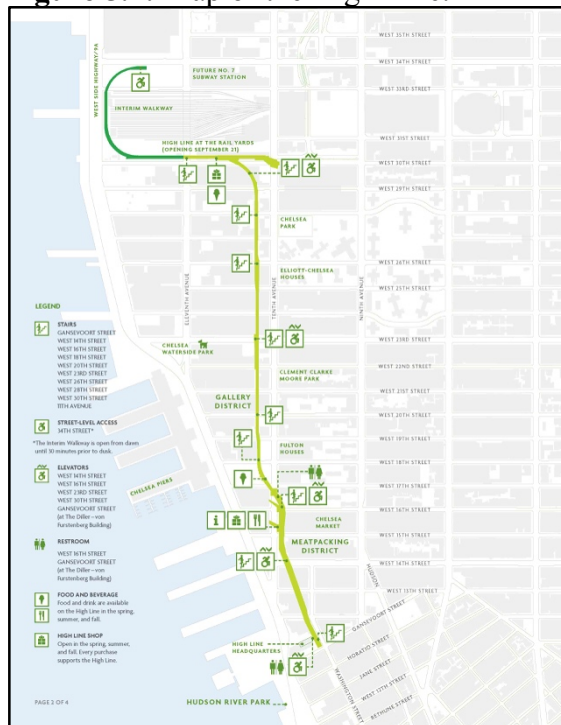 WEST 35TH STREET
WEST 34TH STREET
FUTURE NO. 7
SUBWAY STATION
WEST 33RD STREET
WEST SIDE HIGHWAY/9A
INTERIM WALKWAY
WEST 31ST STREET
HIGH LINE AT THE RAIL YARDS
(OPENING SEPTEMBER 21)
WEST 30TH STREET
WEST 29TH STREET
CHELSEA
PARK
WEST 26TH STREET
ELLIOTT-CHELSEA
HOUSES
WEST 25TH STREET
ELEVENTH AVENUE
TENTH AVENUE
NINTH AVENUE
WEST 23RD STREET
CHELSEA
WATERSIDE PARK
WEST 22ND STREET
CLEMENT CLARKE
MOORE PARK
WEST 21ST STREET
GALLERY
DISTRICT
WEST 20TH STREET
WEST 19TH STREET
FULTON
HOUSES
WEST 18TH STREET
WEST 17TH STREET
CHELSEA PIERS
WEST 16TH STREET
CHELSEA
MARKET
WEST 15TH STREET
MEATPACKING
DISTRICT
WEST 14TH STREET
HUDSON
WEST 13TH STREET
GANSEVOORT STREET
HIGH LINE
HEADQUARTERS
HORATIO STREET
JANE STREET
WEST 12TH STREET
BETHUNE STREET
WASHINGTON STREET
HUDSON RIVER PARK
LEGEND
STAIRS
GANSEVOORT STREET
WEST 14TH STREET
WEST 16TH STREET
WEST 18TH STREET
WEST 20TH STREET
WEST 23RD STREET
WEST 26TH STREET
WEST 28TH STREET
WEST 30TH STREET
11TH AVENUE
STREET-LEVEL ACCESS
34TH STREET*
*The Interim Walkway is open from dawn
until 30 minutes prior to dusk.
ELEVATORS
WEST 14TH STREET
WEST 16TH STREET
WEST 23RD STREET
WEST 30TH STREET
GANSEVOORT STREET
(at The Diller – von
Furstenberg Building)
RESTROOM
WEST 16TH STREET
GANSEVOORT STREET
(at The Diller – von
Furstenberg Building)
FOOD AND BEVERAGE
Food and drink are available
on the High Line in the spring,
summer, and fall.
HIGH LINE SHOP
Open in the spring, summer,
and fall. Every purchase
supports the High Line.
PAGE 2 OF 4